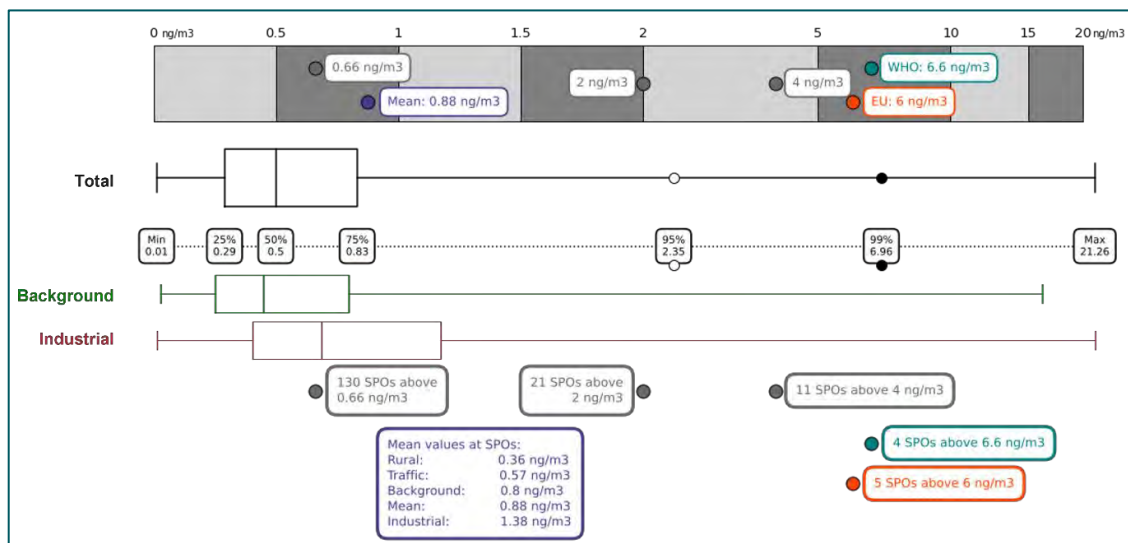 0 ng/m3 0.5 1 1.5 2 5 10 15 20 ng/m3
0.66 ng/m3
WHO: 6.6 ng/m3
2 ng/m3
4 ng/m3
Mean: 0.88 ng/m3
EU: 6 ng/m3
Total
Min 25% 50% 75% 95% 99% Max
0.01 0.29 0.5 0.83 2.35 6.96 21.26
Background
Industrial
130 SPOs above
0.66 ng/m3
21 SPOs above
2 ng/m3
11 SPOs above 4 ng/m3
Mean values at SPOs:
Rural: 0.36 ng/m3
Traffic: 0.57 ng/m3
Background: 0.8 ng/m3
Mean: 0.88 ng/m3
Industrial: 1.38 ng/m3
4 SPOs above 6.6 ng/m3
5 SPOs above 6 ng/m3